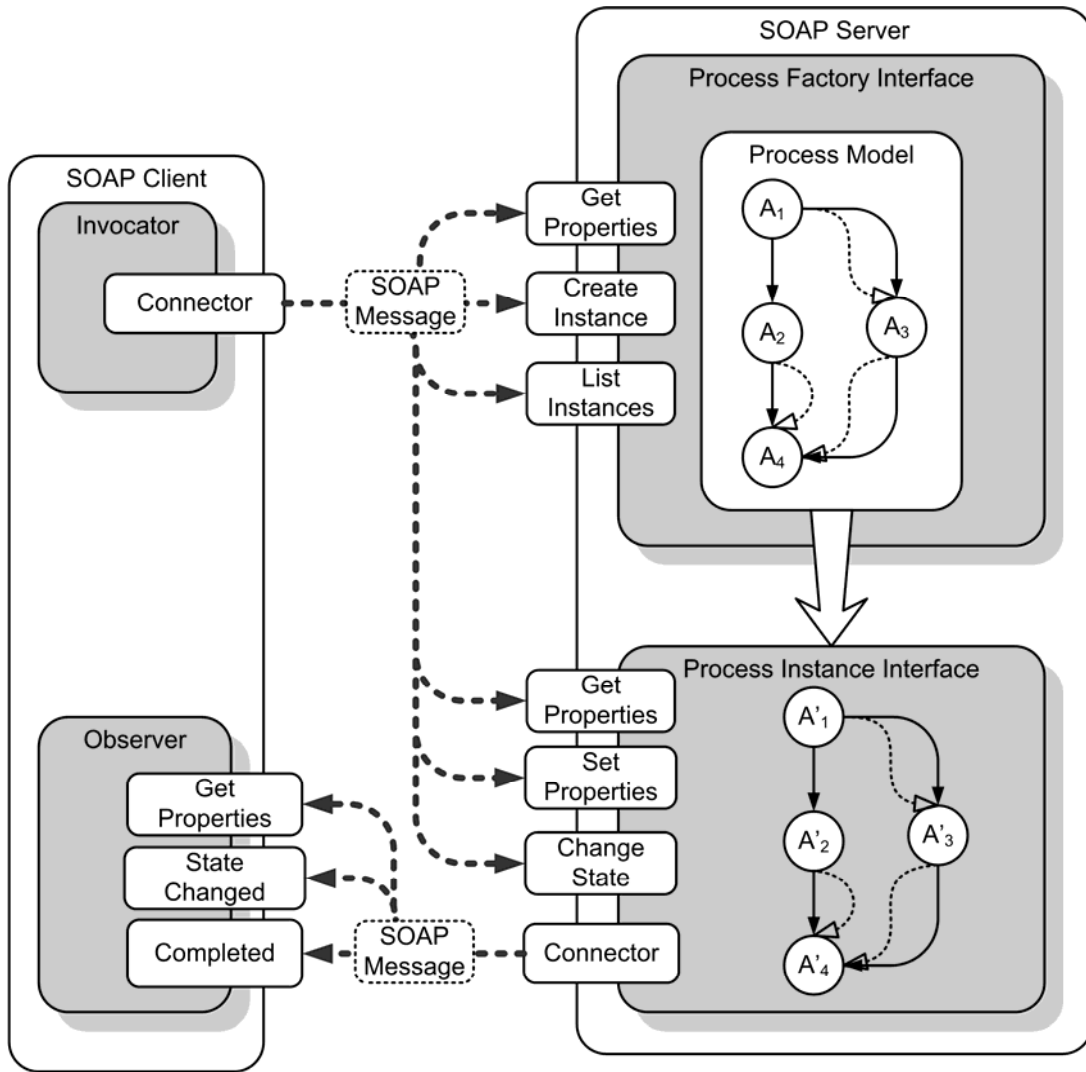 SOAP Server
Process Factory Interface
Process Model
A₁
A₂
A₃
A₄
SOAP Client
Invocator
Connector
SOAP
Message
Get
Properties
Create
Instance
List
Instances
Process Instance Interface
A'₁
A'₂
A'₃
A'₄
Get
Properties
Set
Properties
Change
State
Connector
SOAP
Message
Observer
Get
Properties
State
Changed
Completed